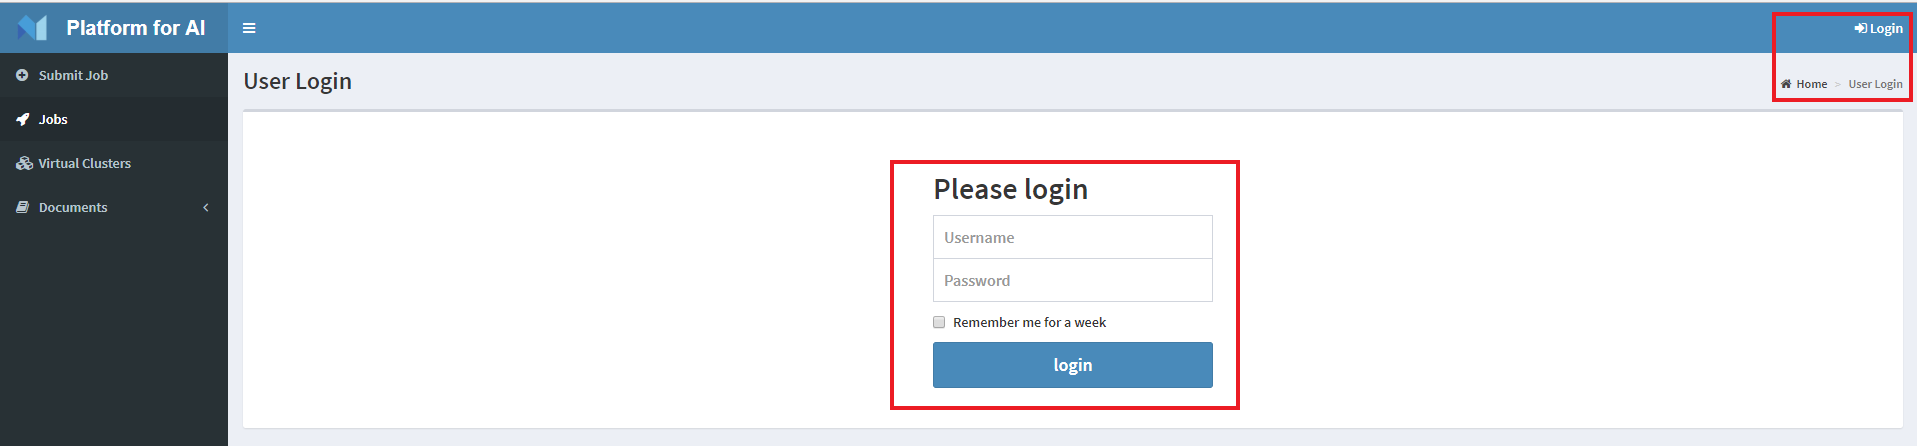 Platform for AI
Login
Submit Job
Jobs
Virtual Clusters
Documents
User Login
Home > User Login
Please login
Username
Password
Remember me for a week
login